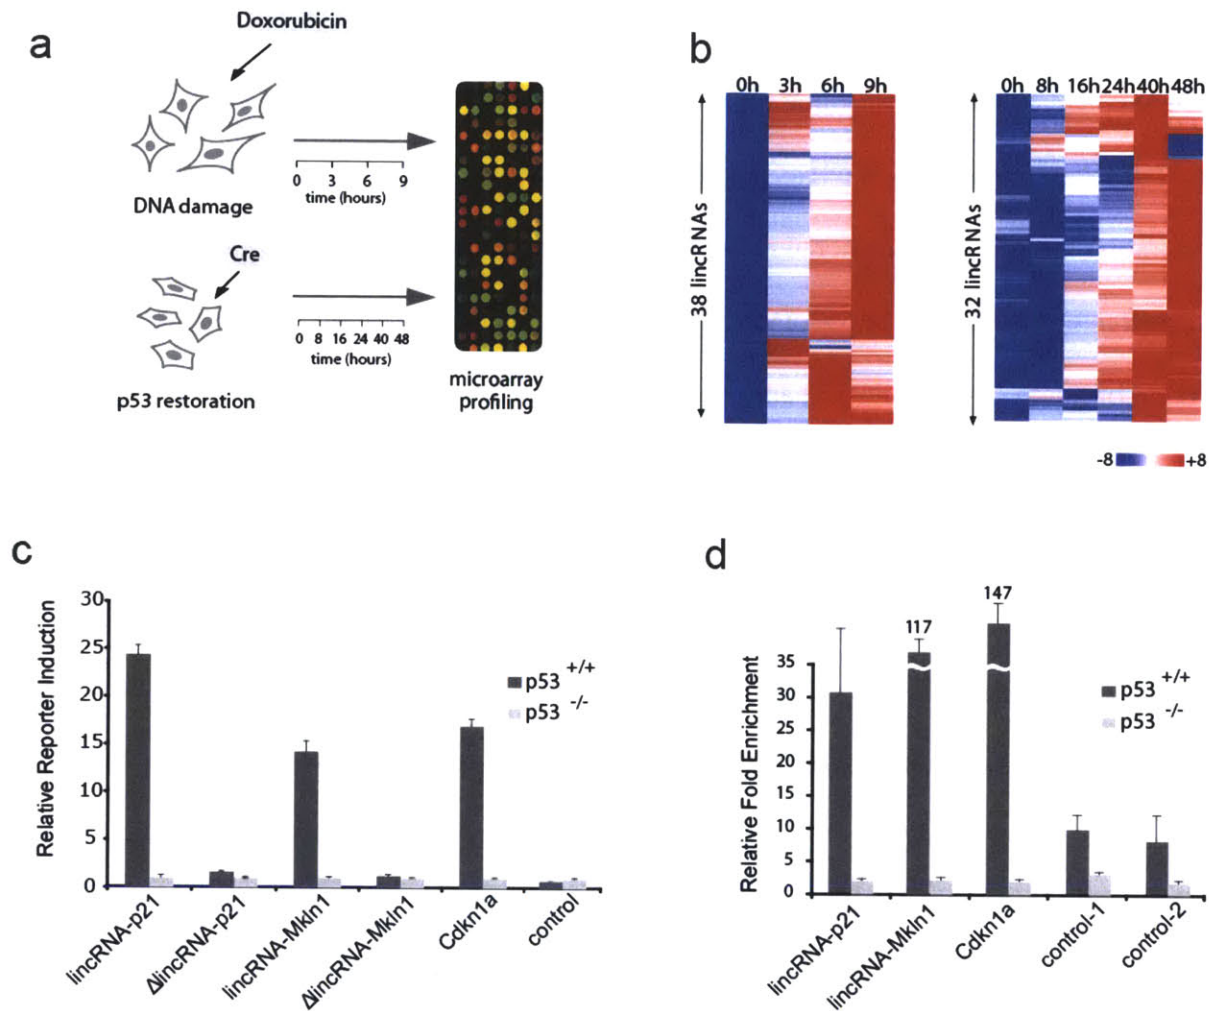 a
Doxorubicin
DNA damage
0 3 6 9
time (hours)
Cre
p53 restoration
0 8 16 24 40 48
time (hours)
microarray
profiling
b
0h 3h 6h 9h
38 lincRNAs
0h 8h 16h 24h 40h 48h
32 lincRNAs
-8 +8
c
Relative Reporter Induction
30
25
20
15
10
5
0
p53 +/+
p53 -/-
lincRNA-p21
ΔlincRNA-p21
lincRNA-Mkln1
ΔlincRNA-Mkln1
Cdkn1a
control
d
Relative Fold Enrichment
35
30
25
20
15
10
5
0
117
147
p53 +/+
p53 -/-
lincRNA-p21
lincRNA-Mkln1
Cdkn1a
control-1
control-2